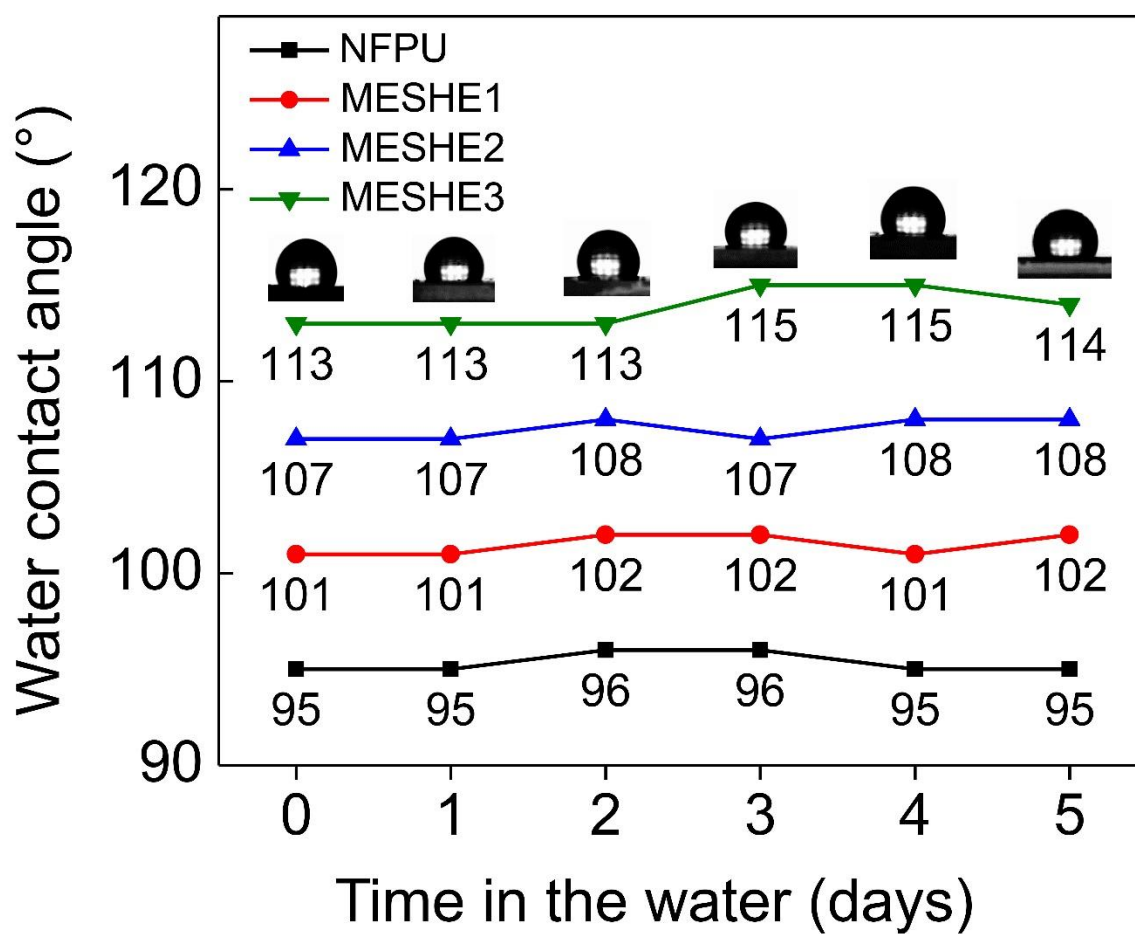 NFPU
MESHE1
MESHE2
MESHE3
Water contact angle (°)
120
110
100
90
113 113 113 115 115 114
107 107 108 107 108 108
101 101 102 102 101 102
95 95 96 96 95 95
0 1 2 3 4 5
Time in the water (days)